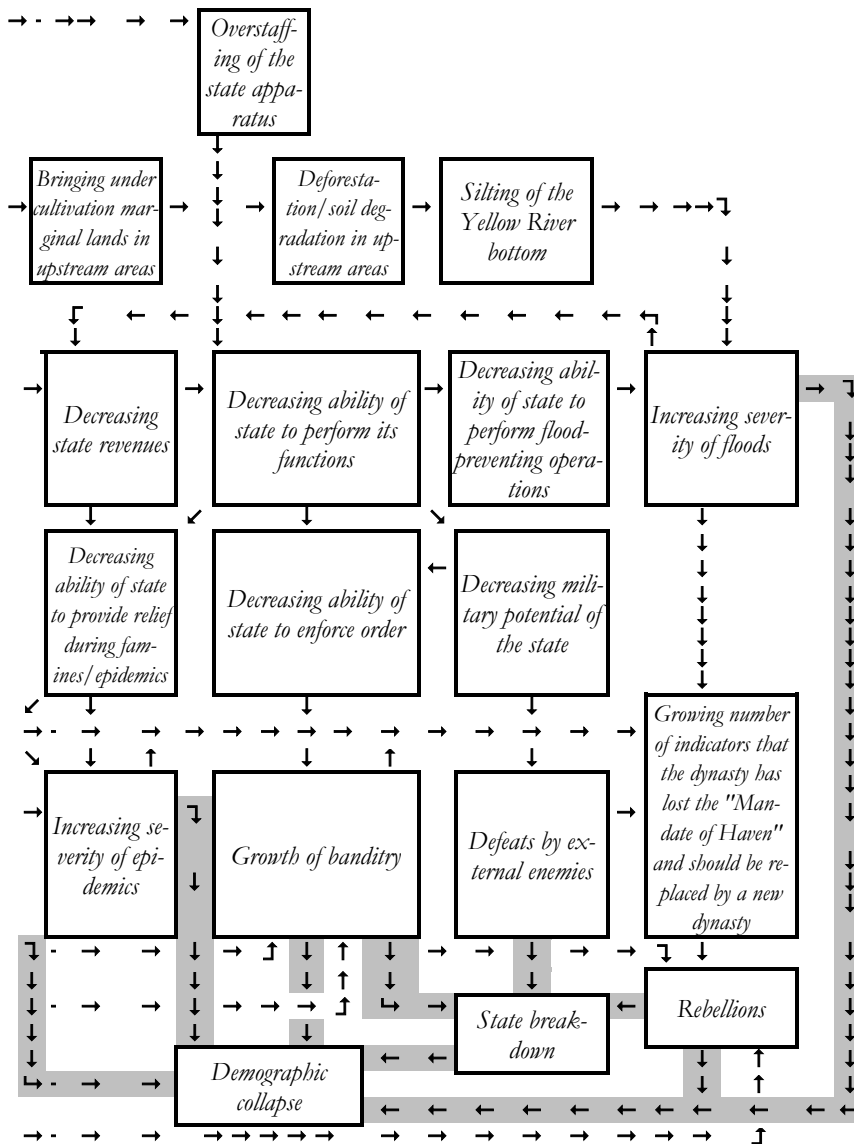 Overstaff-
ing of the
state appa-
ratus
Bringing under
cultivation mar-
ginal lands in
upstream areas
Deforesta-
tion/soil deg-
radation in up-
stream areas
Silting of the
Yellow River
bottom
Decreasing
state revenues
Decreasing ability of
state to perform its
functions
Decreasing abil-
ity of state to
perform flood-
preventing opera-
tions
Increasing sever-
ity of floods
Decreasing
ability of state
to provide relief
during fam-
ines/epidemics
Decreasing ability of
state to enforce order
Decreasing mili-
tary potential of
the state
Growing number
of indicators that
the dynasty has
lost the "Man-
date of Haven"
and should be re-
placed by a new
dynasty
Increasing se-
verity of epi-
demics
Growth of banditry
Defeats by ex-
ternal enemies
Rebellions
State break-
down
Demographic
collapse